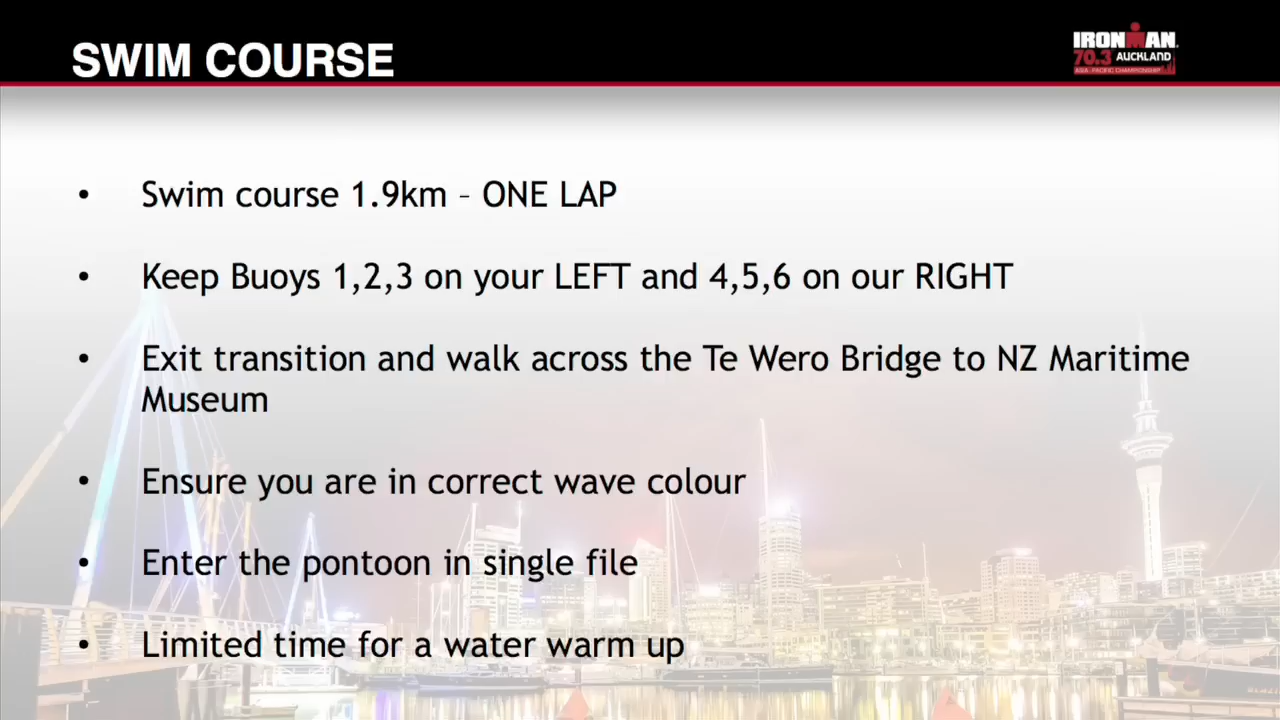 SWIM COURSE
IRONMAN
70.3 AUCKLAND
ASIA-PACIFIC CHAMPIONSHIP
• Swim course 1.9km – ONE LAP
• Keep Buoys 1,2,3 on your LEFT and 4,5,6 on our RIGHT
• Exit transition and walk across the Te Wero Bridge to NZ Maritime
Museum
• Ensure you are in correct wave colour
• Enter the pontoon in single file
• Limited time for a water warm up